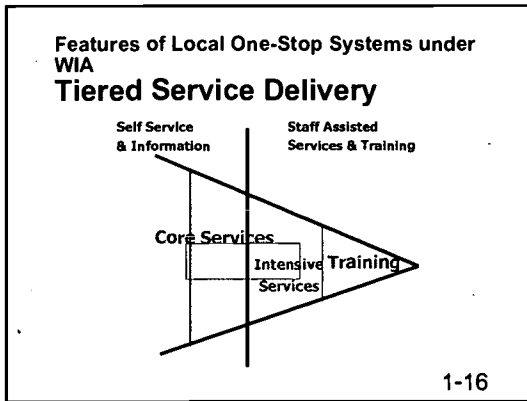 Features of Local One-Stop Systems under
WIA
Tiered Service Delivery
Self Service
& Information
Staff Assisted
Services & Training
Core Services
Intensive
Services
Training
1-16